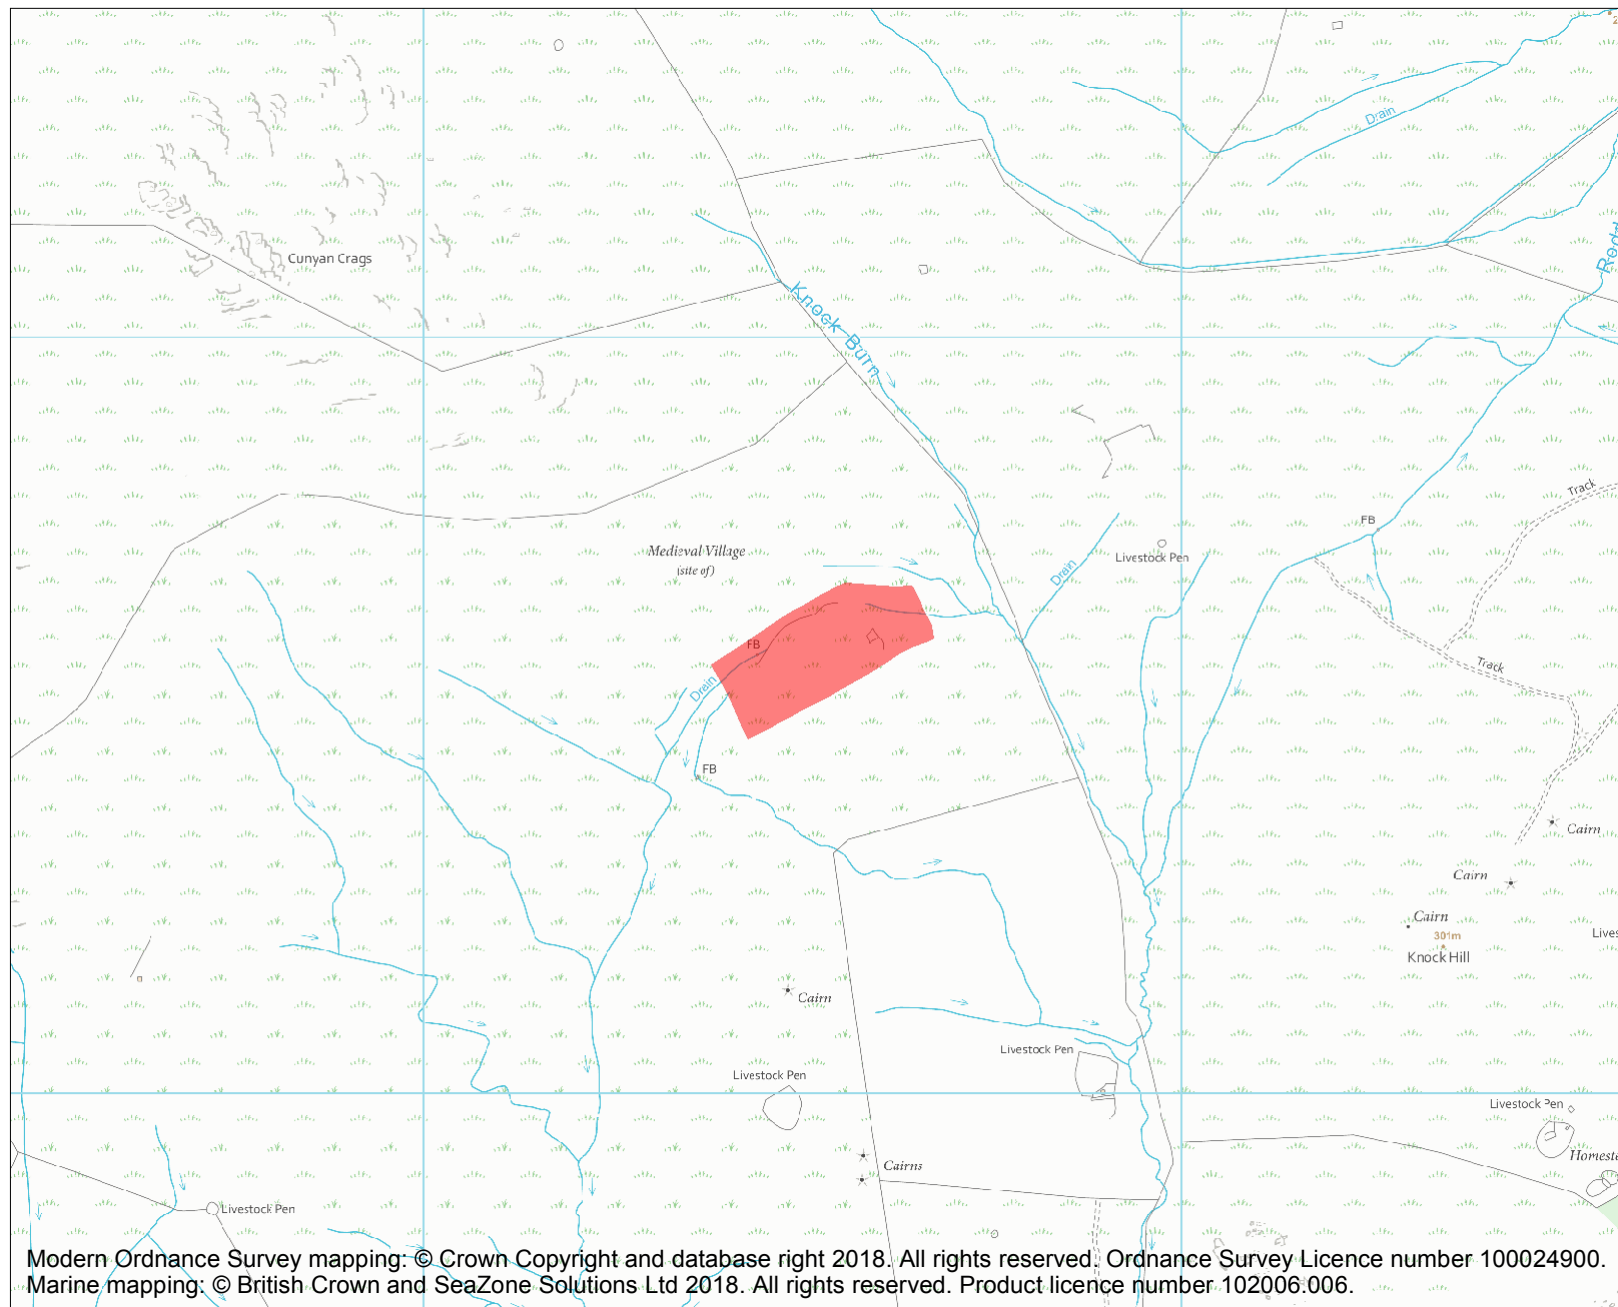 Drain
Rodd
Cunyan Crags
Knock Burn
Track
FB
Medieval Village
(site of)
Drain
Livestock Pen
FB
Track
Drain
FB
Cairn
Cairn
Cairn
301m
Knock Hill
Lives
Cairn
Livestock Pen
Livestock Pen
Livestock Pen
Cairns
Homeste
Livestock Pen
Modern Ordnance Survey mapping: © Crown Copyright and database right 2018. All rights reserved. Ordnance Survey Licence number 100024900.
Marine mapping: © British Crown and SeaZone Solutions Ltd 2018. All rights reserved. Product licence number 102006.006.